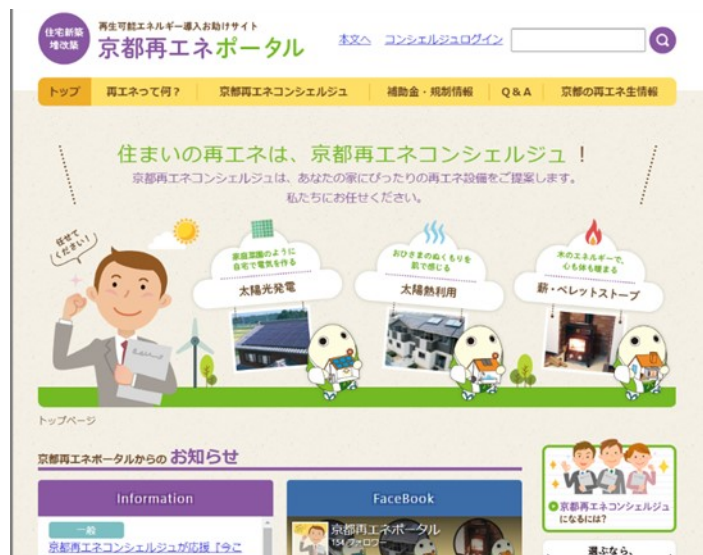 住宅新築
増改築
再生可能エネルギー導入お助けサイト
京都再エネポータル
本文へ コンシェルジュログイン
トップ 再エネって何？ 京都再エネコンシェルジュ 補助金・規制情報 Q&A 京都の再エネ生情報
住まいの再エネは、京都再エネコンシェルジュ！
京都再エネコンシェルジュは、あなたの家にぴったりの再エネ設備をご提案します。
私たちにお任せください。
任せて
ください!
家庭菜園のように
自宅で電気を作る
太陽光発電
おひさまのぬくもりを
肌で感じる
太陽熱利用
木のエネルギーで、
心も体も暖まる
薪・ペレットストーブ
トップページ
京都再エネポータルからのお知らせ
Information
一般
京都再エネコンシェルジュが応援『今こ
FaceBook
京都再エネポータル
154 フォロワー
京都再エネコンシェルジュ
になるには？
選ぶなら、